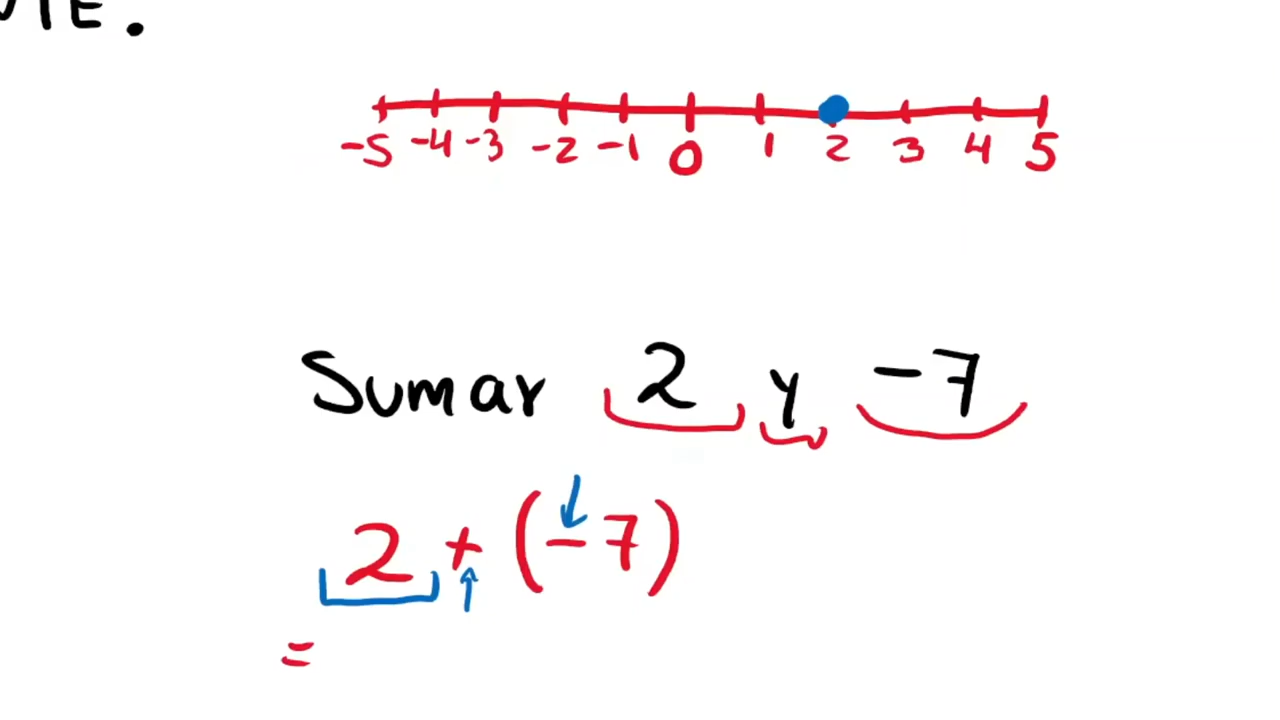 -5 -4 -3 -2 -1 0 1 2 3 4 5
Sumar 2 y -7
2 + (-7)
=